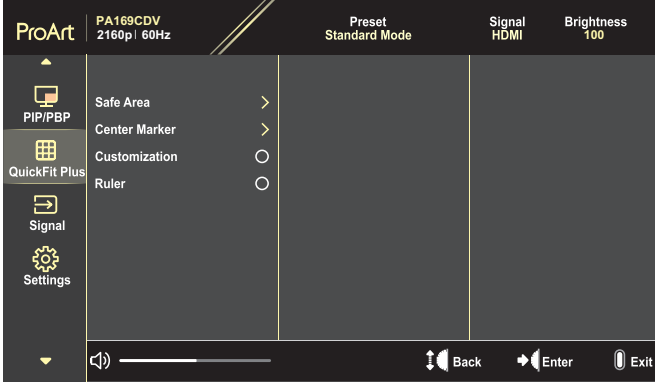 ProArt
PA169CDV
2160p| 60Hz
Preset
Standard Mode
Signal
HDMI
Brightness
100
PIP/PBP
QuickFit Plus
Signal
Settings
Safe Area
Center Marker
Customization
Ruler
Back
Enter
Exit